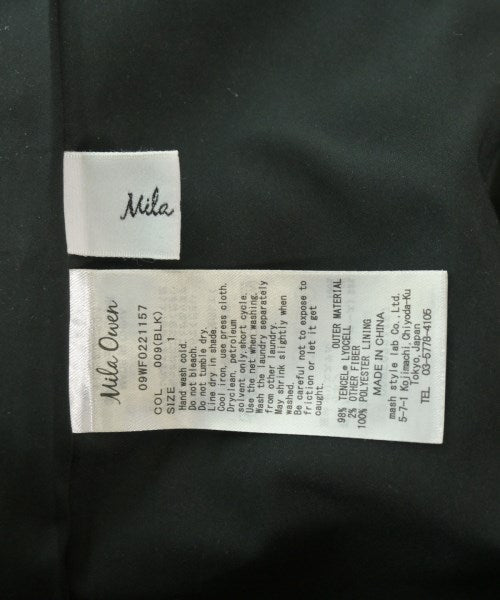 Mila
Mila Owen
09WF0221157
COL 009(BLK)
SIZE 1
Hand wash cold.
Do not bleach.
Do not tumble dry.
Line dry in shade.
Cool iron, use press cloth.
Dryclean, petroleum
solvent only.short cycle.
Use the net when washing.
Wash the laundry separately
from other laundry.
May shrink slightly when
washed.
Be careful not to expose to
friction or let it get
caught.
OUTER MATERIAL
98% TENCEL® LYOCELL
2% OTHER FIBER
100% POLYESTER LINING
MADE IN CHINA
mash style lab Co., Ltd.
5-7-1 Kojimachi, Chiyoda-Ku
Tokyo, Japan
TEL 03-5778-4105